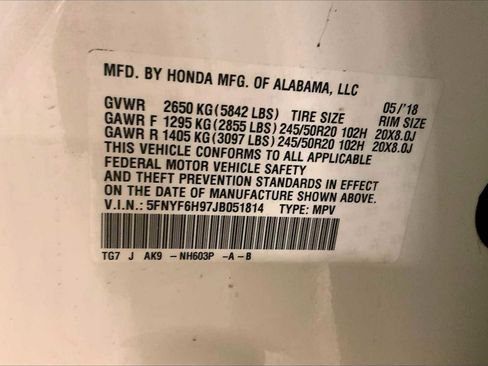 MFD. BY HONDA MFG. OF ALABAMA, LLC
05/'18
GVWR 2650 KG (5842 LBS) TIRE SIZE RIM SIZE
GAWR F 1295 KG (2855 LBS) 245/50R20 102H 20X8.0J
GAWR R 1405 KG (3097 LBS) 245/50R20 102H 20X8.0J
THIS VEHICLE CONFORMS TO ALL APPLICABLE
FEDERAL MOTOR VEHICLE SAFETY
AND THEFT PREVENTION STANDARDS IN EFFECT
ON THE DATE OF MANUFACTURE SHOWN ABOVE.
V.I.N.: 5FNYF6H97JB051814 TYPE: MPV
TG7 J AK9 -NH603P -A-B